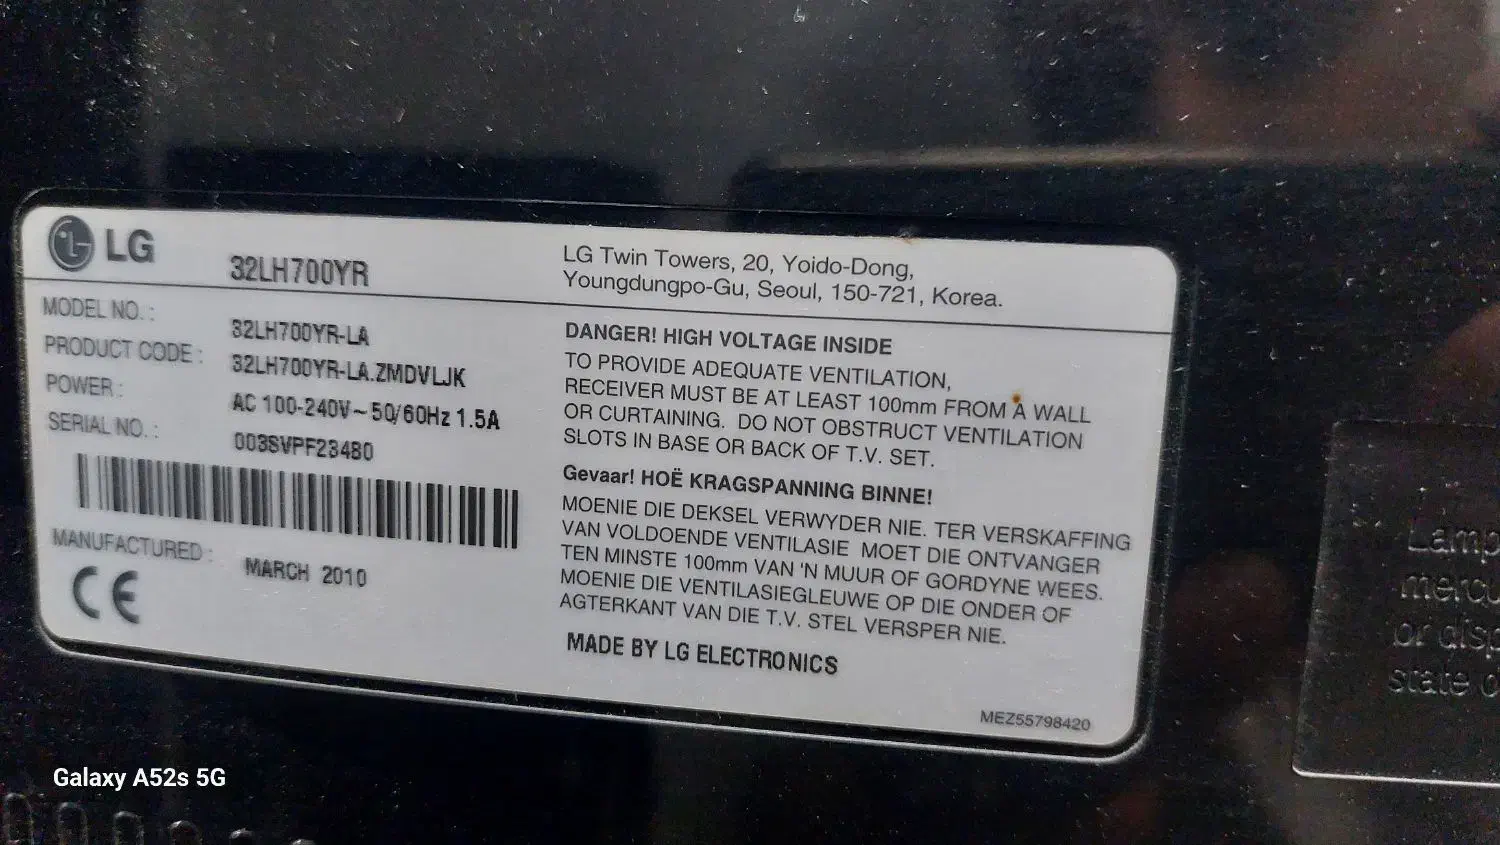 LG
32LH700YR
LG Twin Towers, 20, Yoido-Dong,
Youngdungpo-Gu, Seoul, 150-721, Korea.
MODEL NO. : 32LH700YR-LA
PRODUCT CODE : 32LH700YR-LA.ZMDVLJK
POWER : AC 100-240V~50/60Hz 1.5A
SERIAL NO. : 003SVPF23480
MANUFACTURED : MARCH 2010
CE
DANGER! HIGH VOLTAGE INSIDE
TO PROVIDE ADEQUATE VENTILATION,
RECEIVER MUST BE AT LEAST 100mm FROM A WALL
OR CURTAINING. DO NOT OBSTRUCT VENTILATION
SLOTS IN BASE OR BACK OF T.V. SET.
Gevaar! HOË KRAGSPANNING BINNE!
MOENIE DIE DEKSEL VERWYDER NIE. TER VERSKAFFING
VAN VOLDOENDE VENTILASIE MOET DIE ONTVANGER
TEN MINSTE 100mm VAN 'N MUUR OF GORDYNE WEES.
MOENIE DIE VENTILASIEGLEUWE OP DIE ONDER OF
AGTERKANT VAN DIE T.V. STEL VERSPER NIE.
MADE BY LG ELECTRONICS
MEZ55798420
Lamp
mercu
or disp
state o
Galaxy A52s 5G